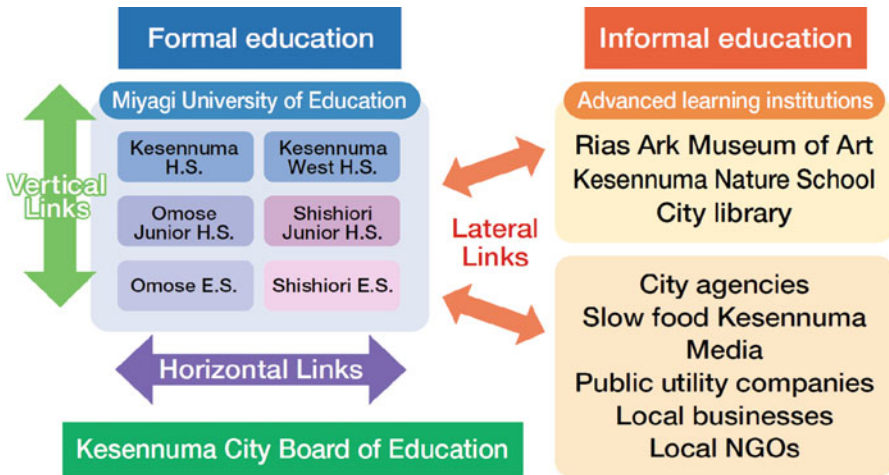 Formal education
Informal education
Miyagi University of Education
Kesennuma
H.S.
Kesennuma
West H.S.
Omose
Junior H.S.
Shishiori
Junior H.S.
Omose E.S.
Shishiori E.S.
Vertical
Links
Horizontal Links
Kesennuma City Board of Education
Lateral
Links
Advanced learning institutions
Rias Ark Museum of Art
Kesennuma Nature School
City library
City agencies
Slow food Kesennuma
Media
Public utility companies
Local businesses
Local NGOs